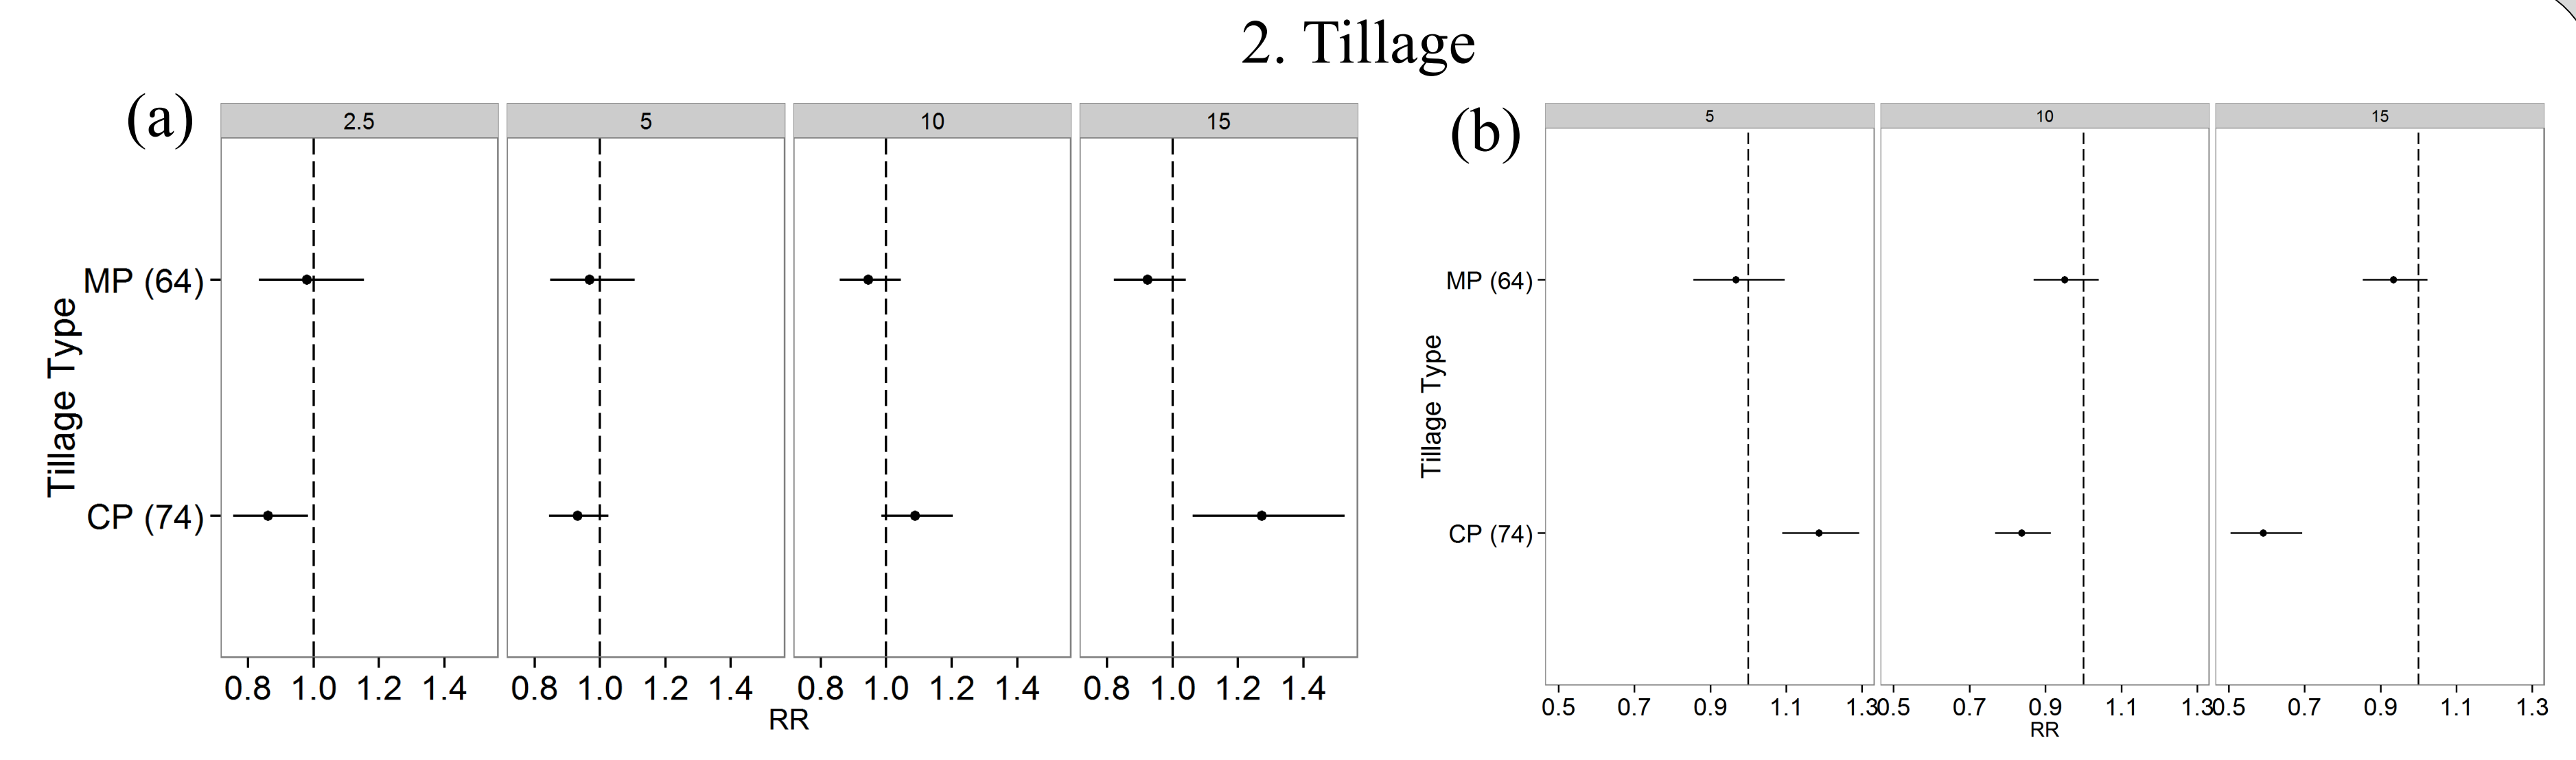 2. Tillage
(a)
2.5 5 10 15
MP (64)
CP (74)
Tillage Type
0.8 1.0 1.2 1.4 0.8 1.0 1.2 1.4 0.8 1.0 1.2 1.4 0.8 1.0 1.2 1.4
RR
(b)
5 10 15
MP (64)
CP (74)
Tillage Type
0.5 0.7 0.9 1.1 1.3 0.5 0.7 0.9 1.1 1.3 0.5 0.7 0.9 1.1 1.3
RR